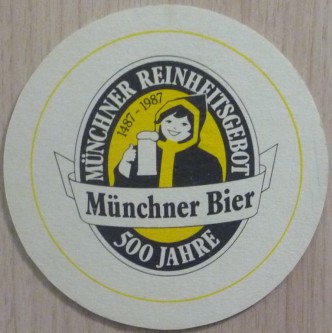 MÜNCHNER REINHEITSGEBOT
1487-1987
Münchner Bier
500 JAHRE